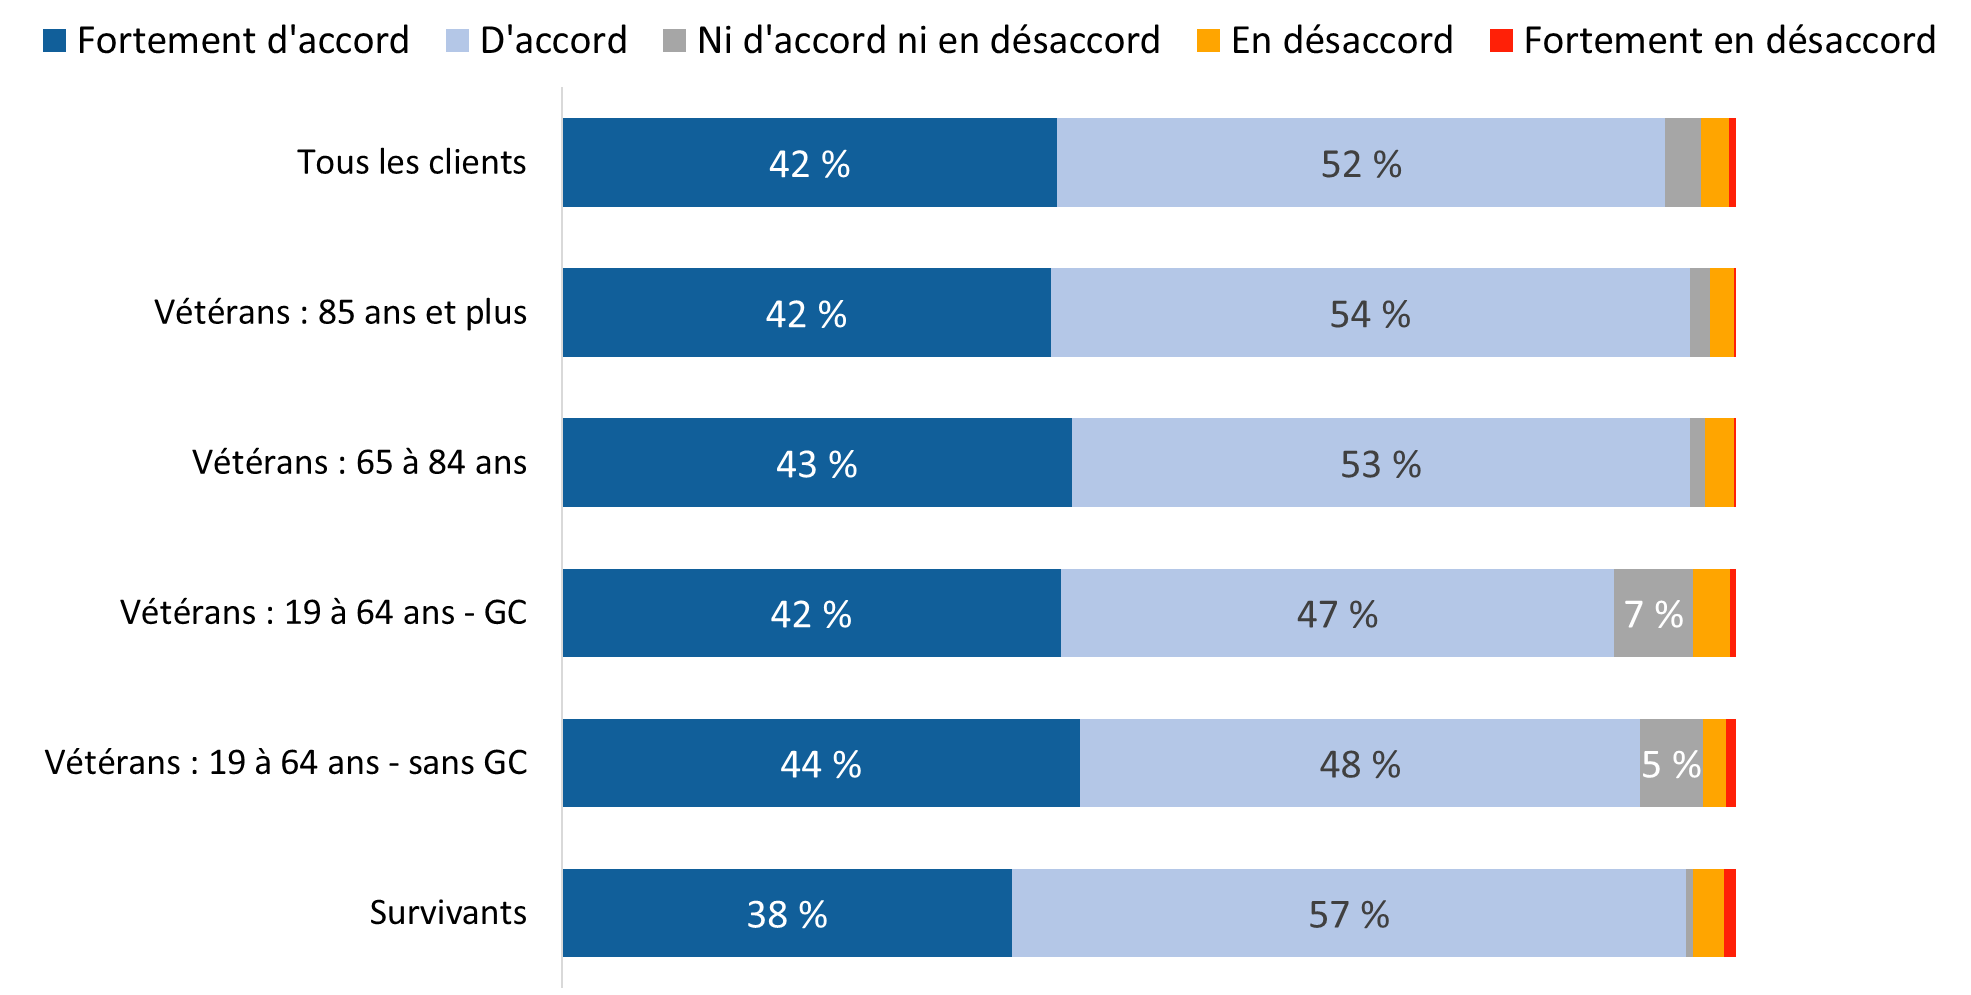 Fortement d'accord D'accord Ni d'accord ni en désaccord En désaccord Fortement en désaccord
Tous les clients 42 % 52 %
Vétérans : 85 ans et plus 42 % 54 %
Vétérans : 65 à 84 ans 43 % 53 %
Vétérans : 19 à 64 ans - GC 42 % 47 % 7 %
Vétérans : 19 à 64 ans - sans GC 44 % 48 % 5 %
Survivants 38 % 57 %